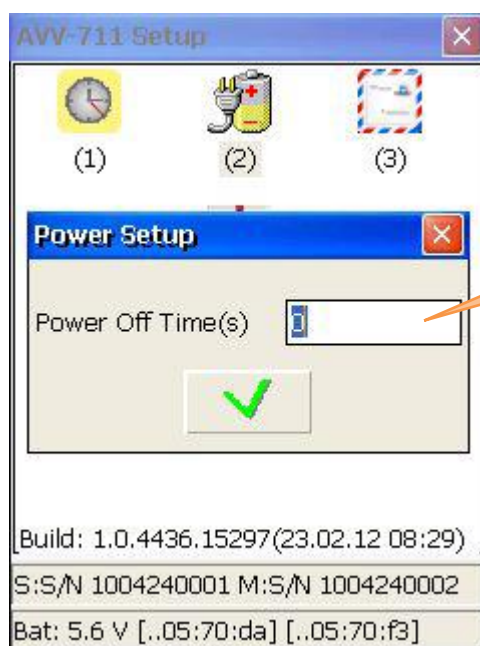 AVV-711 Setup
(1) (2) (3)
Power Setup
Power Off Time(s) 0
Build: 1.0.4436.15297(23.02.12 08:29)
S:S/N 1004240001 M:S/N 1004240002
Bat: 5.6 V [..05:70:da] [..05:70:f3]